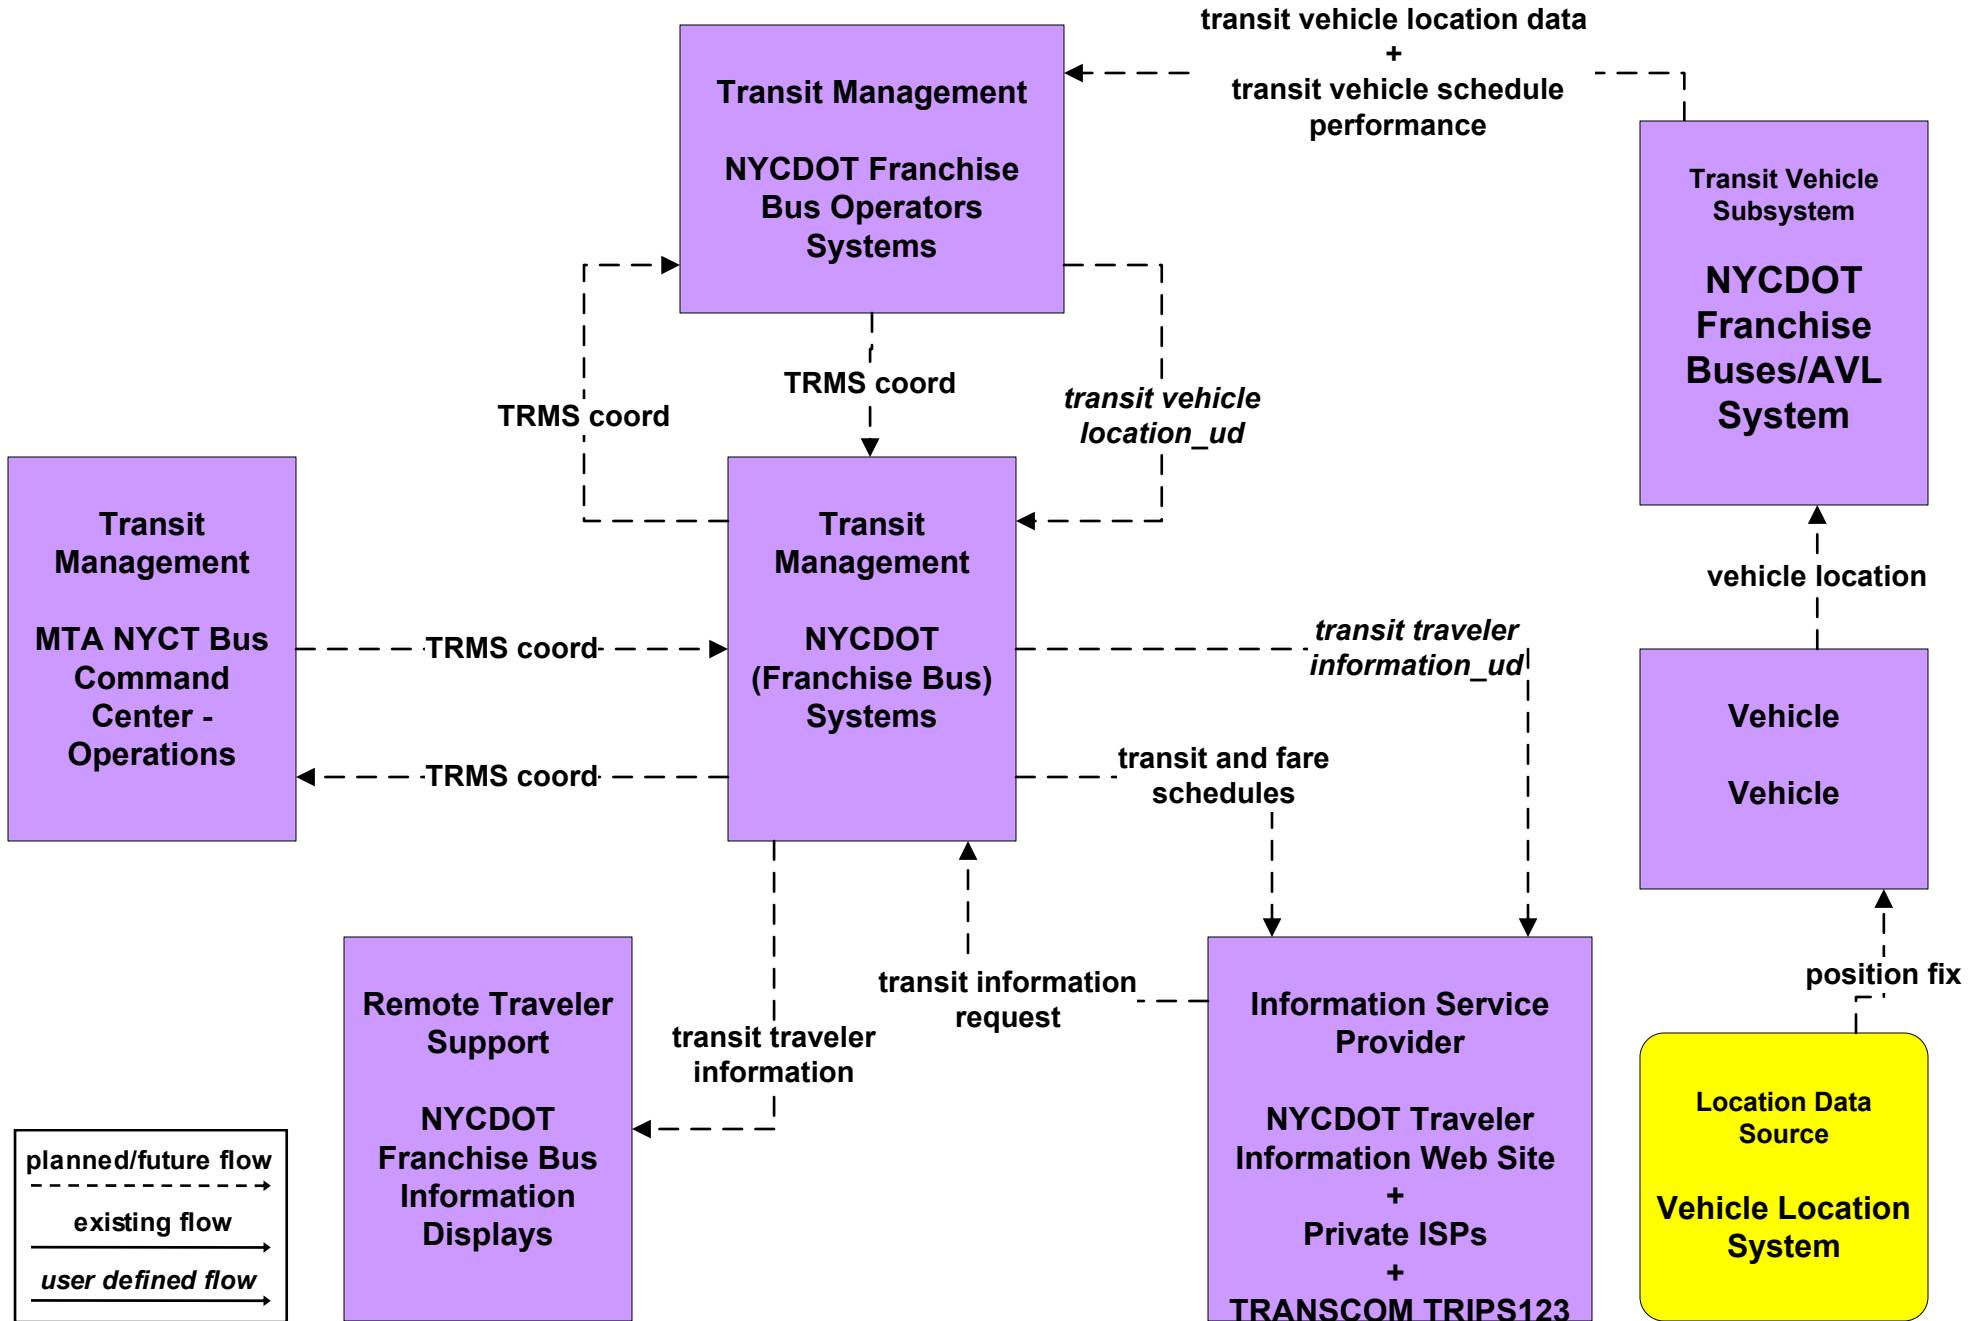 transit vehicle location data
+
transit vehicle schedule
performance
Transit Management
NYCDOT Franchise
Bus Operators
Systems
Transit Vehicle
Subsystem
NYCDOT
Franchise
Buses/AVL
System
TRMS coord
TRMS coord
transit vehicle
location_ud
Transit
Management
MTA NYCT Bus
Command
Center -
Operations
TRMS coord
TRMS coord
Transit
Management
NYCDOT
(Franchise Bus)
Systems
transit traveler
information_ud
transit and fare
schedules
vehicle location
Vehicle
Vehicle
position fix
transit information
request
transit traveler
information
Remote Traveler
Support
NYCDOT
Franchise Bus
Information
Displays
Information Service
Provider
NYCDOT Traveler
Information Web Site
+
Private ISPs
+
TRANSCOM TRIPS123
Location Data
Source
Vehicle Location
System
planned/future flow
existing flow
user defined flow